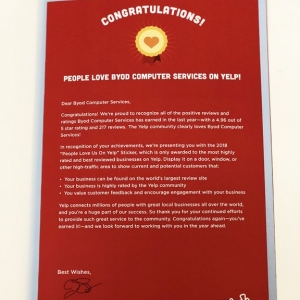 CONGRATULATIONS!
PEOPLE LOVE BYOD COMPUTER SERVICES ON YELP!
Dear Byod Computer Services,
Congratulations! We're proud to recognize all of the positive reviews and
ratings Byod Computer Services has earned in the last year—with a 4.96 out of
5 star rating and 217 reviews. The Yelp community clearly loves Byod Computer
Services!
In recognition of your achievements, we're presenting you with the 2018
"People Love Us On Yelp" Sticker, which is only awarded to the most highly
rated and best reviewed businesses on Yelp. Display it on a door, window, or
other high-traffic area to show current and potential customers that:
• Your business can be found on the world's largest review site
• Your business is highly rated by the Yelp community
• You value customer feedback and encourage engagement with your business
Yelp connects millions of people with great local businesses all over the world,
and you're a huge part of our success. So thank you for your continued efforts
to provide such great service to the community. Congratulations again—you've
earned it!—and we look forward to working with you in the year ahead.
Best Wishes,